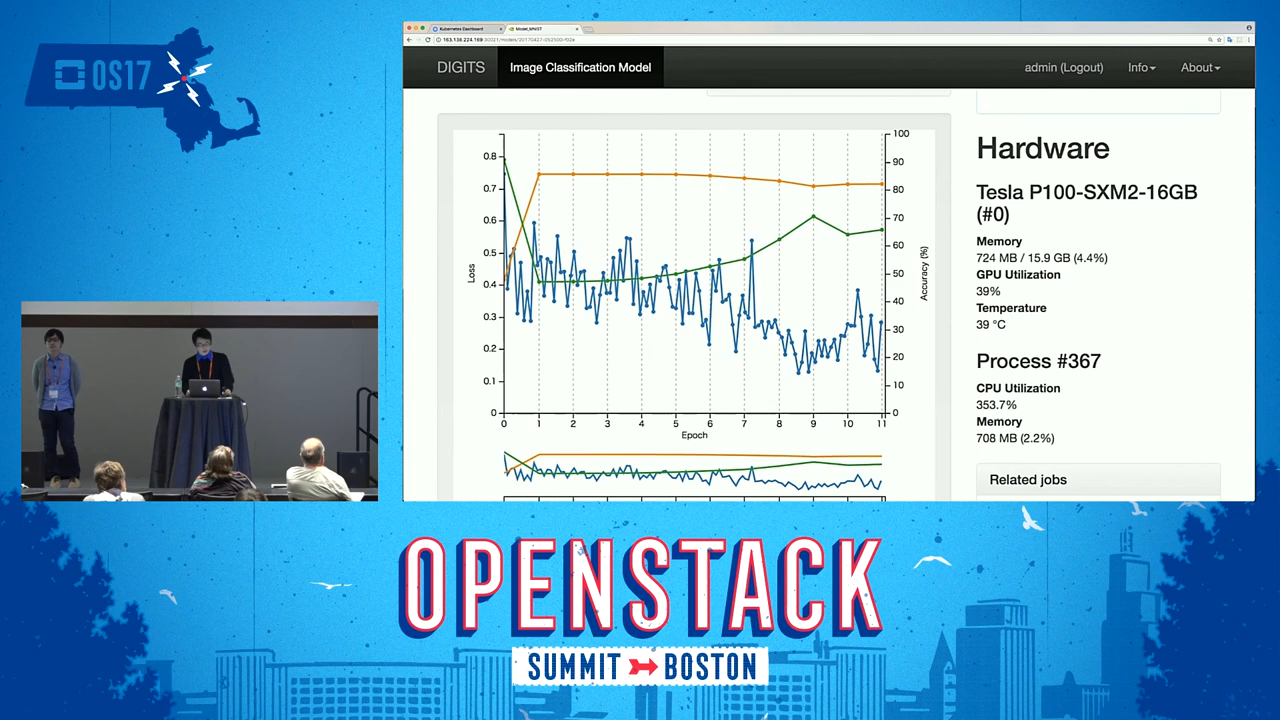 OS17
Kubernetes Dashboard
Model_MNIST
DIGITS
Image Classification Model
admin (Logout)
Info
About
Loss
0.8
0.7
0.6
0.5
0.4
0.3
0.2
0.1
0
100
90
80
70
60
50
40
30
20
10
0
Accuracy (%)
0 1 2 3 4 5 6 7 8 9 10 11
Epoch
Hardware
Tesla P100-SXM2-16GB
(#0)
Memory
724 MB / 15.9 GB (4.4%)
GPU Utilization
39%
Temperature
39 °C
Process #367
CPU Utilization
353.7%
Memory
708 MB (2.2%)
Related jobs
OPENSTACK
SUMMIT BOSTON